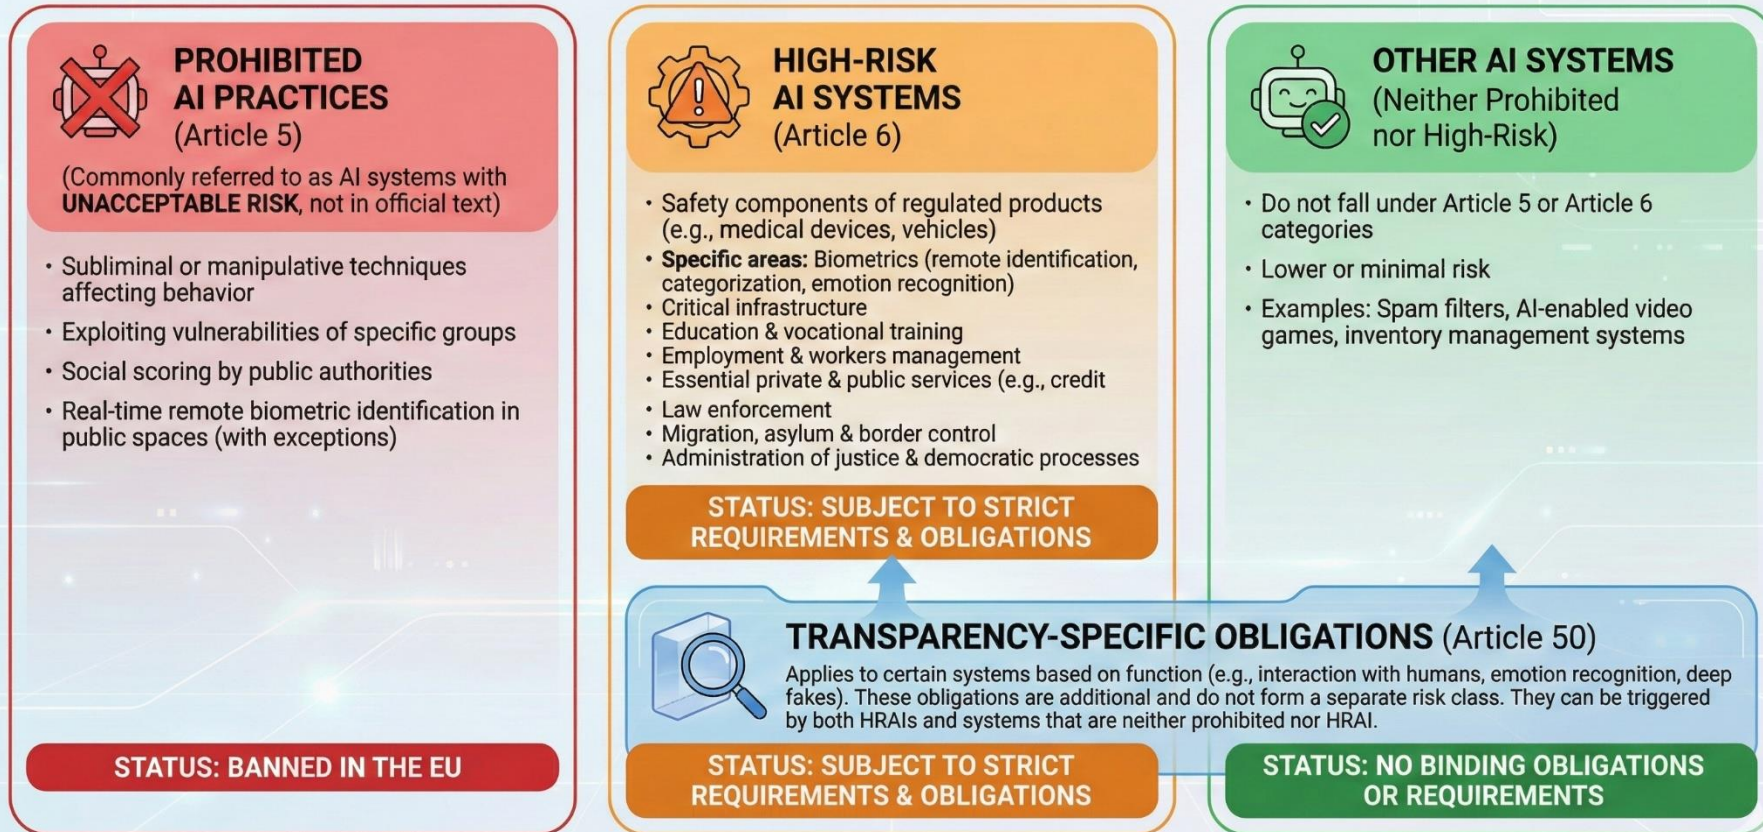 PROHIBITED
AI PRACTICES
(Article 5)
(Commonly referred to as AI systems with
UNACCEPTABLE RISK, not in official text)
• Subliminal or manipulative techniques
affecting behavior
• Exploiting vulnerabilities of specific groups
• Social scoring by public authorities
• Real-time remote biometric identification in
public spaces (with exceptions)
STATUS: BANNED IN THE EU
HIGH-RISK
AI SYSTEMS
(Article 6)
• Safety components of regulated products
(e.g., medical devices, vehicles)
• Specific areas: Biometrics (remote identification,
categorization, emotion recognition)
• Critical infrastructure
• Education & vocational training
• Employment & workers management
• Essential private & public services (e.g., credit
• Law enforcement
• Migration, asylum & border control
• Administration of justice & democratic processes
STATUS: SUBJECT TO STRICT
REQUIREMENTS & OBLIGATIONS
OTHER AI SYSTEMS
(Neither Prohibited
nor High-Risk)
• Do not fall under Article 5 or Article 6
categories
• Lower or minimal risk
• Examples: Spam filters, AI-enabled video
games, inventory management systems
TRANSPARENCY-SPECIFIC OBLIGATIONS (Article 50)
Applies to certain systems based on function (e.g., interaction with humans, emotion recognition, deep
fakes). These obligations are additional and do not form a separate risk class. They can be triggered
by both HRAIs and systems that are neither prohibited nor HRAI.
STATUS: SUBJECT TO STRICT
REQUIREMENTS & OBLIGATIONS
STATUS: NO BINDING OBLIGATIONS
OR REQUIREMENTS